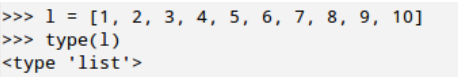 >>> l = [1, 2, 3, 4, 5, 6, 7, 8, 9, 10]
>>> type(l)
<type 'list'>